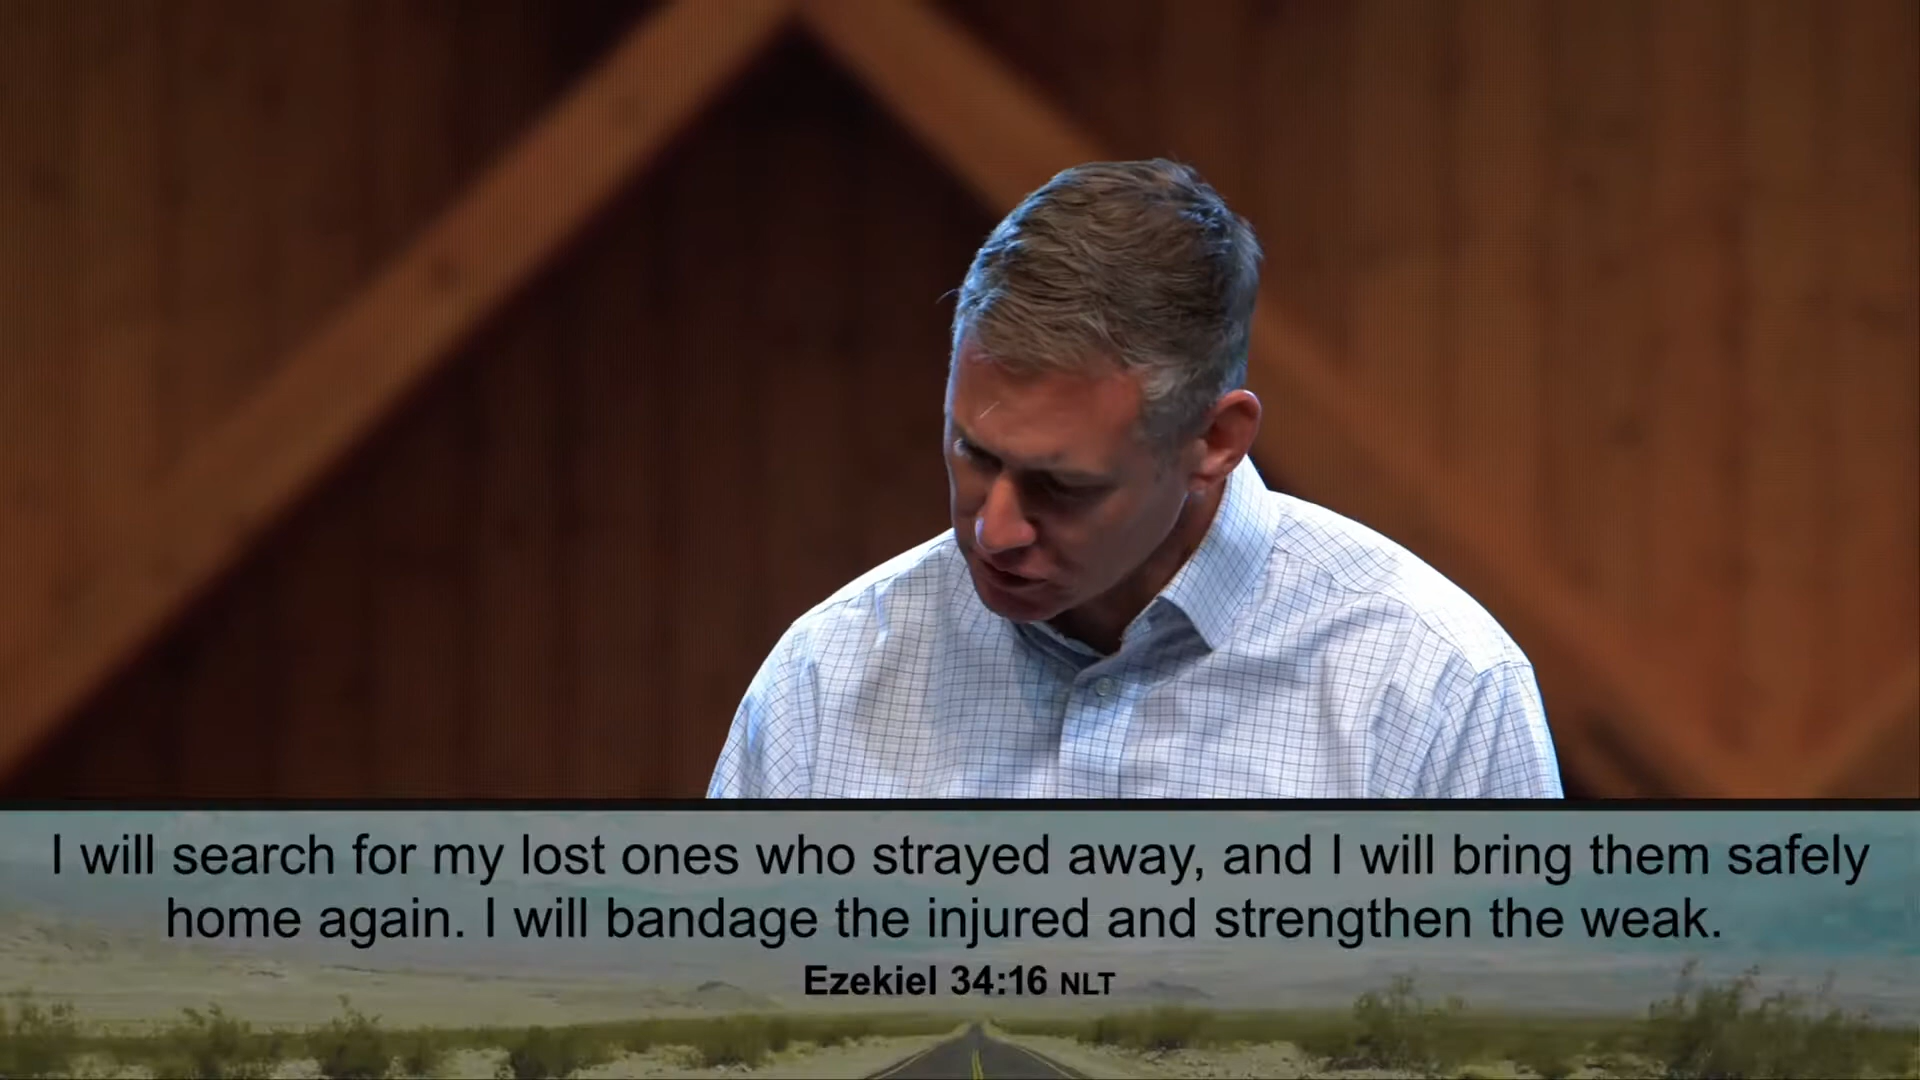 I will search for my lost ones who strayed away, and I will bring them safely
home again. I will bandage the injured and strengthen the weak.
Ezekiel 34:16 NLT